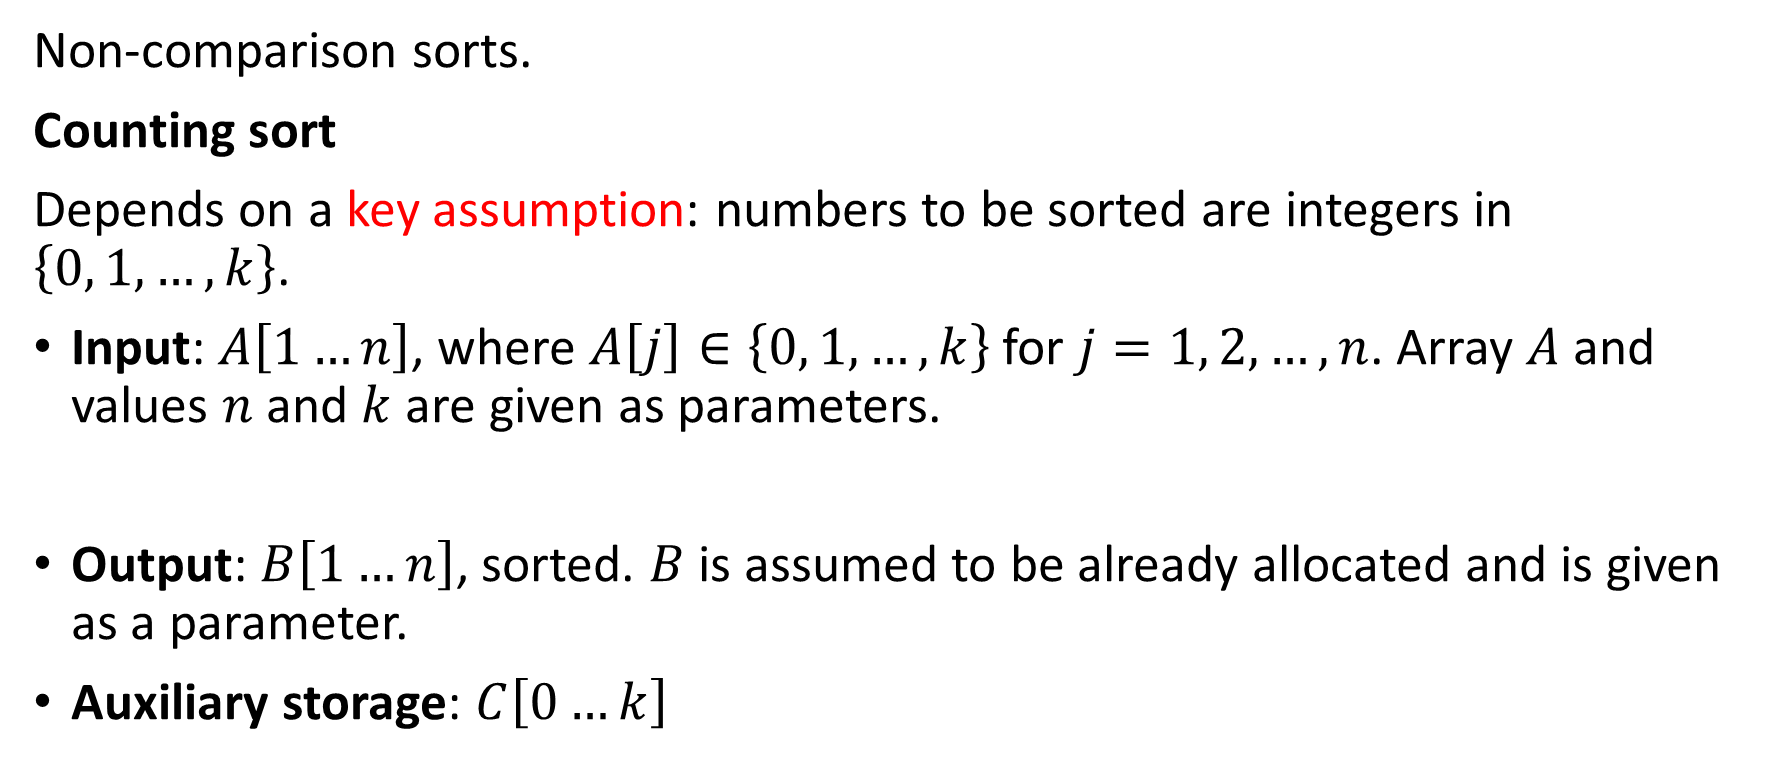 Non-comparison sorts.
Counting sort
Depends on a key assumption: numbers to be sorted are integers in
{0, 1, … , k}.
• Input: A[1 … n], where A[j] ∈ {0, 1, … , k} for j = 1, 2, … , n. Array A and
values n and k are given as parameters.
• Output: B[1 … n], sorted. B is assumed to be already allocated and is given
as a parameter.
• Auxiliary storage: C[0 … k]